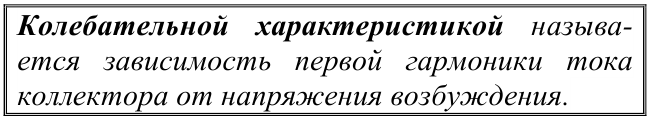 Колебательной характеристикой называ-
ется зависимость первой гармоники тока
коллектора от напряжения возбуждения.